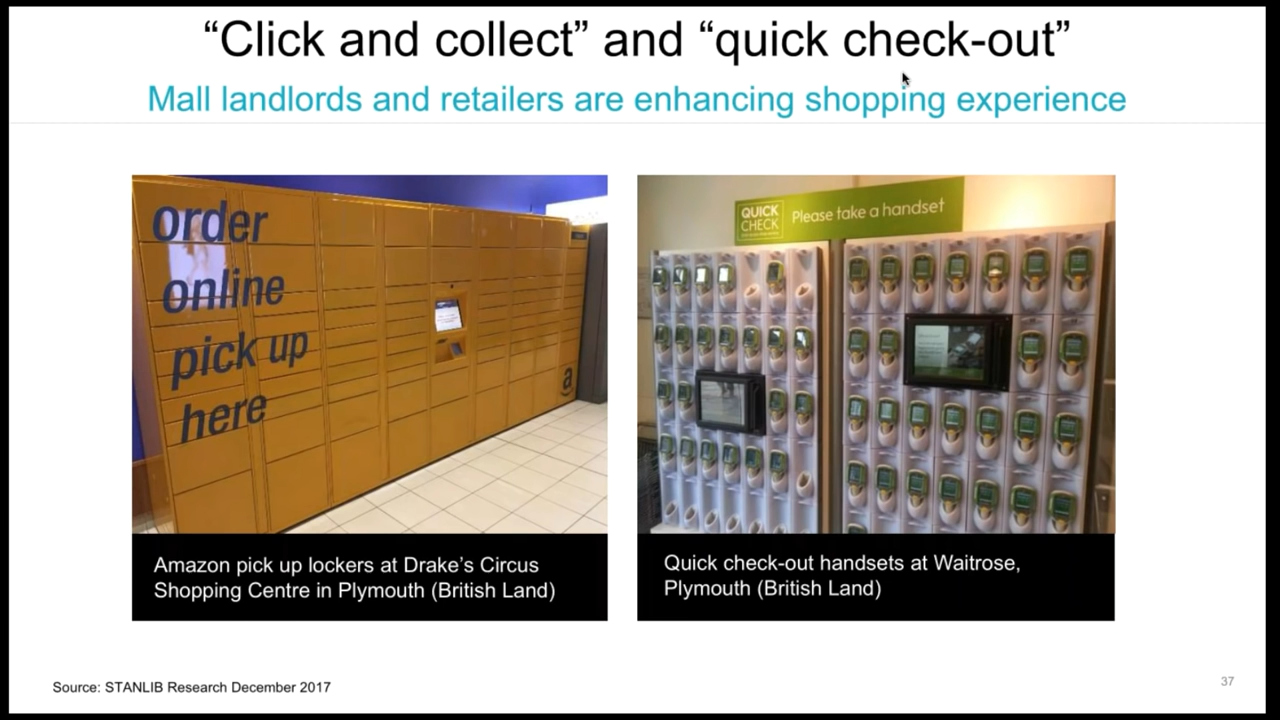 “Click and collect” and “quick check-out”
Mall landlords and retailers are enhancing shopping experience
order
online
pick up
here
a
QUICK
CHECK
Please take a handset
Amazon pick up lockers at Drake’s Circus
Shopping Centre in Plymouth (British Land)
Quick check-out handsets at Waitrose,
Plymouth (British Land)
Source: STANLIB Research December 2017
37